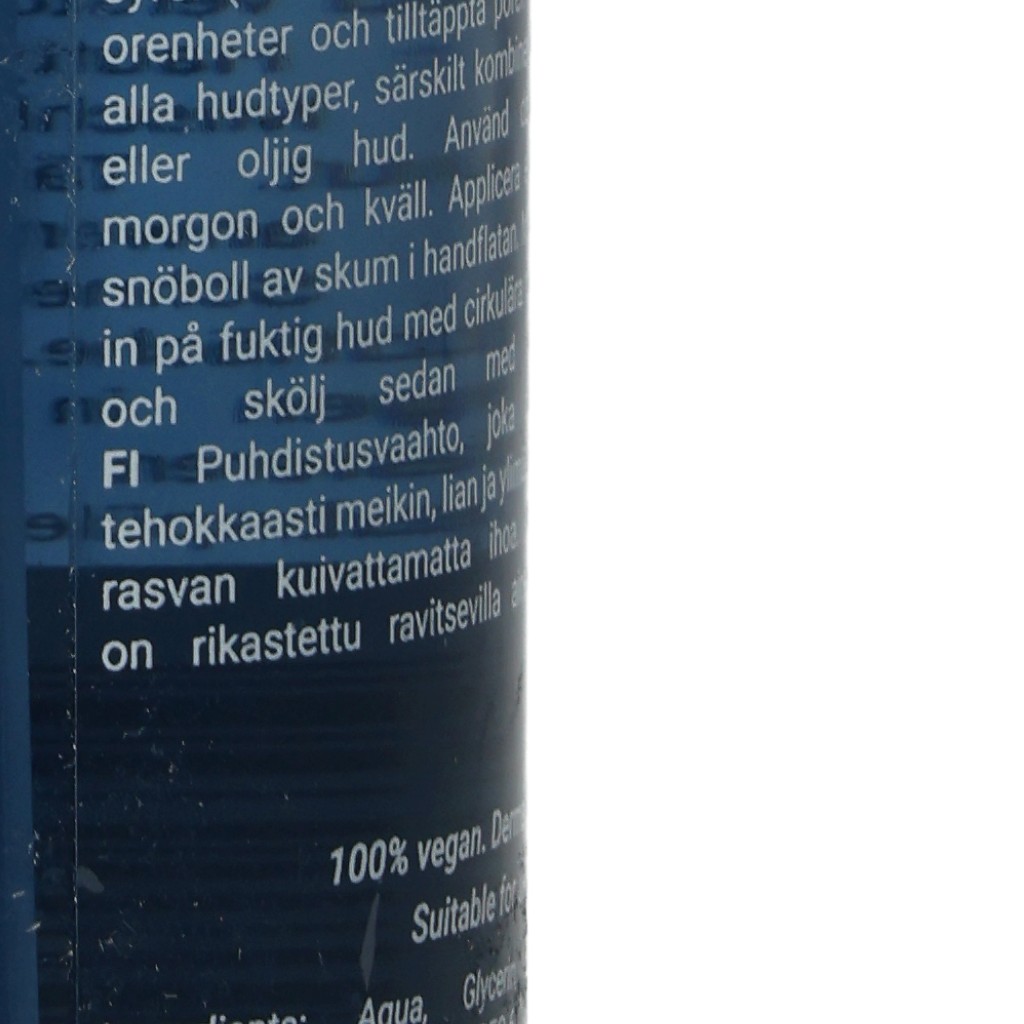 orenheter och tilltäppta
alla hudtyper, särskilt
eller oljig hud. Använd
morgon och kväll. Applicera
snöboll av skum i handflatan.
in på fuktig hud med cirkulära
och skölj sedan med
FI Puhdistusvaahto, joka
tehokkaasti meikin, lian ja
rasvan kuivattamatta ihoa.
on rikastettu ravitsevilla
100% vegan.
Suitable for
Aqua,